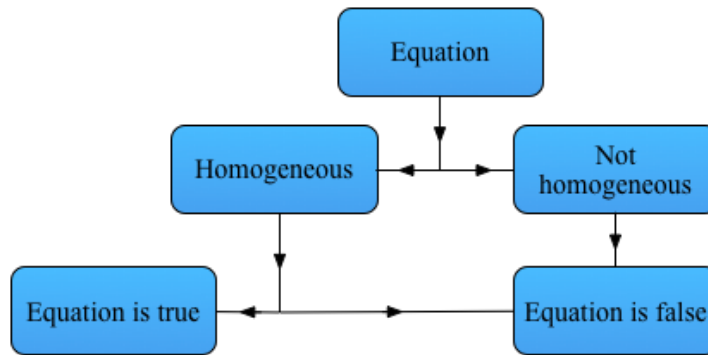 Equation
Homogeneous
Not
homogeneous
Equation is true
Equation is false